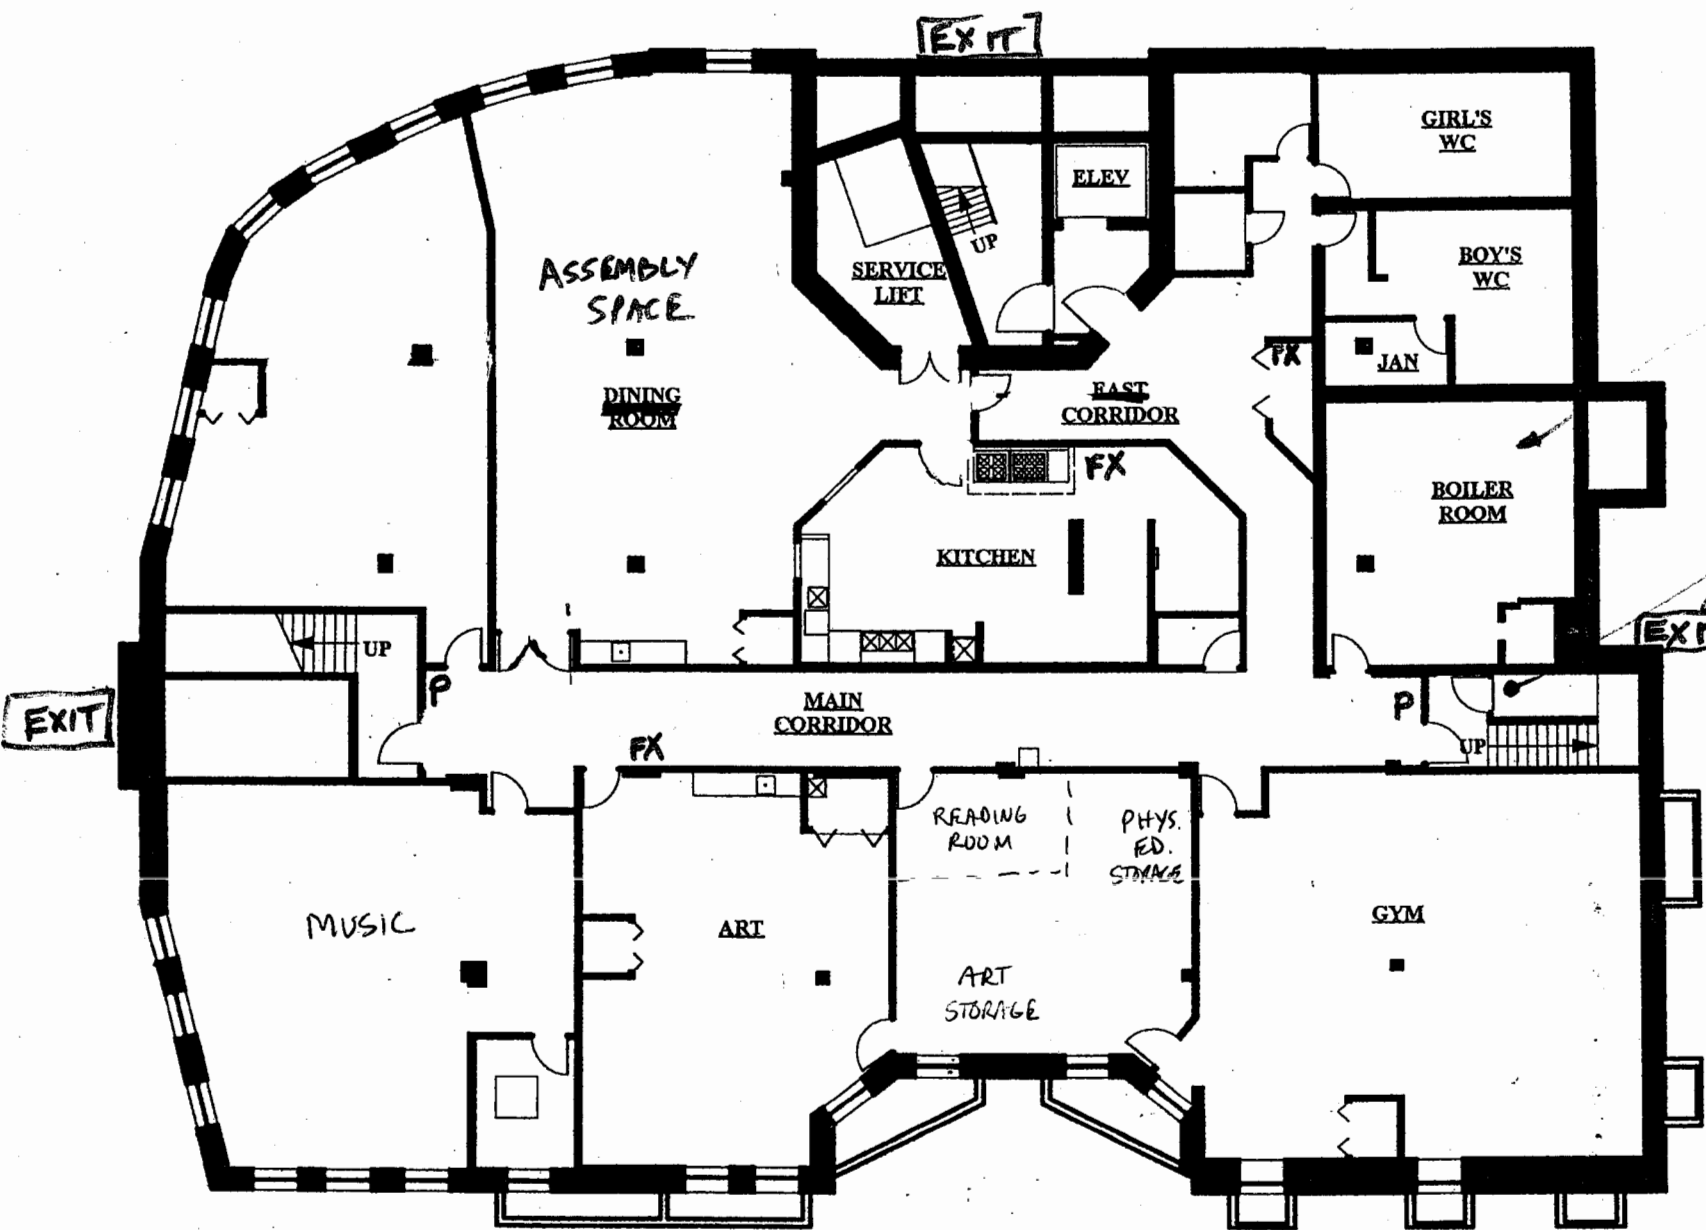 EXIT
GIRL'S
WC
ELEV
UP
BOY'S
WC
SERVICE
LIFT
ASSEMBLY
SPACE
FX
JAN
DINING
ROOM
EAST
CORRIDOR
FX
BOILER
ROOM
KITCHEN
UP
EXIT
P
EXIT
MAIN
CORRIDOR
P
FX
UP
READING
ROOM
PHYS.
ED.
STORAGE
MUSIC
ART
GYM
ART
STORAGE